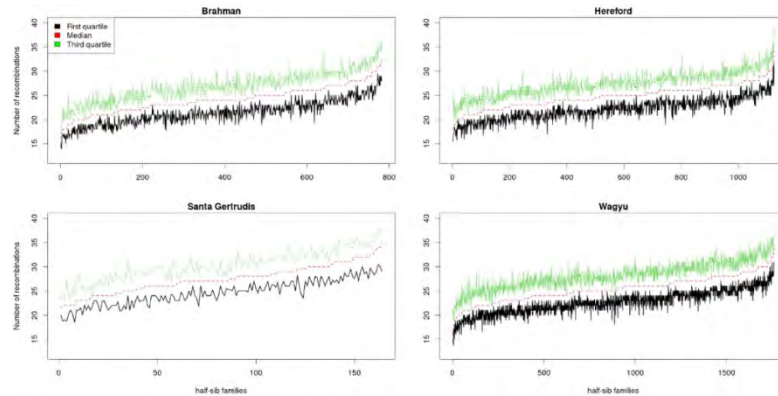 Brahman
First quartile
Median
Third quartile
Number of recombinations
40
35
30
25
20
15
0 200 400 600 800
Hereford
40
35
30
25
20
15
0 200 400 600 800 1000
Santa Gertrudis
Number of recombinations
40
35
30
25
20
15
0 50 100 150
half-sib families
Wagyu
40
35
30
25
20
15
0 500 1000 1500
half-sib families